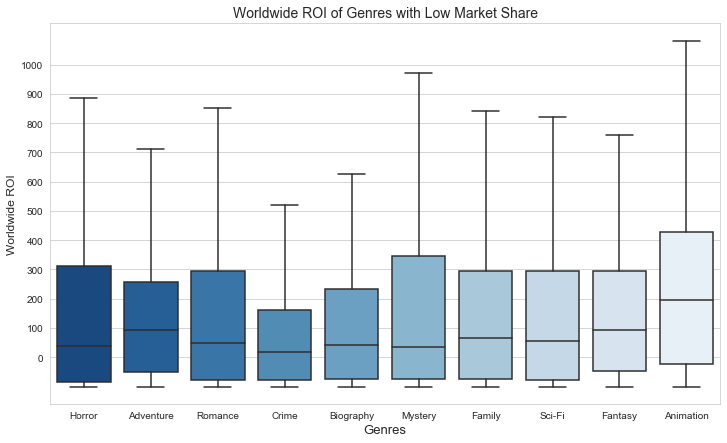 Worldwide ROI of Genres with Low Market Share
1000
900
800
700
600
500
400
300
200
100
0
Worldwide ROI
Horror Adventure Romance Crime Biography Mystery Family Sci-Fi Fantasy Animation
Genres